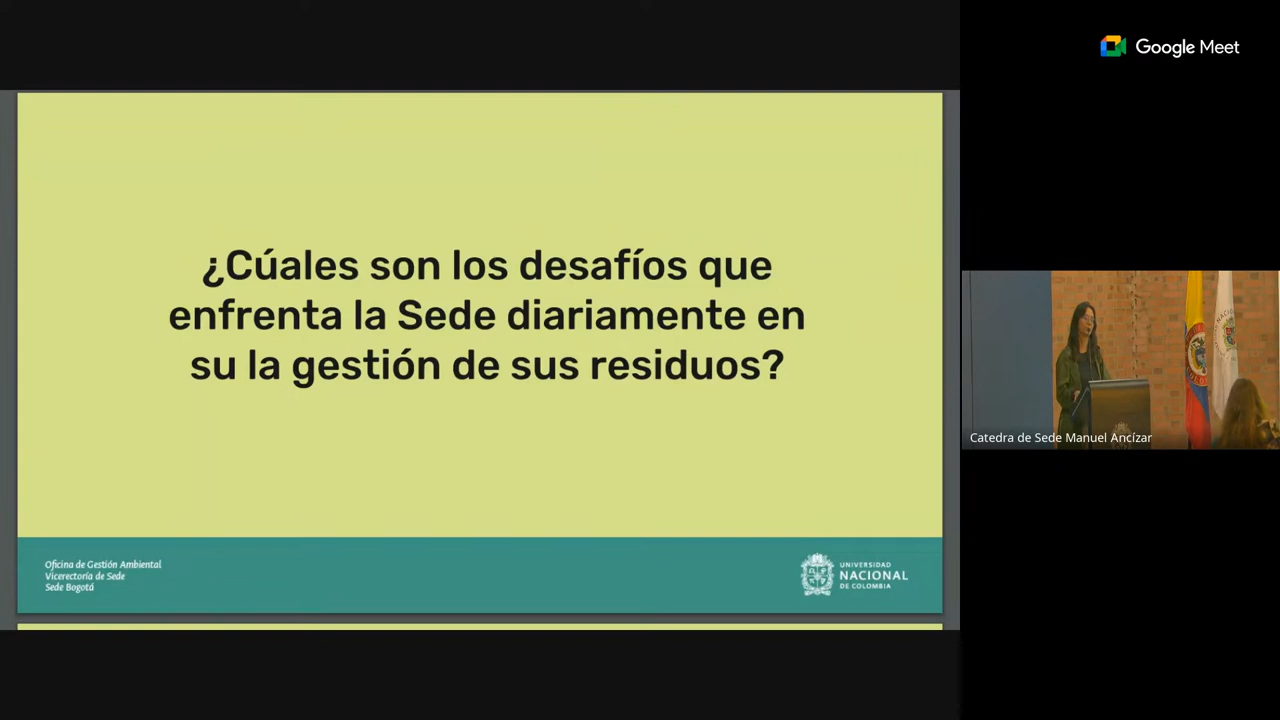 Google Meet
¿Cúales son los desafíos que
enfrenta la Sede diariamente en
su la gestión de sus residuos?
Catedra de Sede Manuel Ancízar
Oficina de Gestión Ambiental
Vicerectoría de Sede
Sede Bogotá
UNIVERSIDAD
NACIONAL
DE COLOMBIA